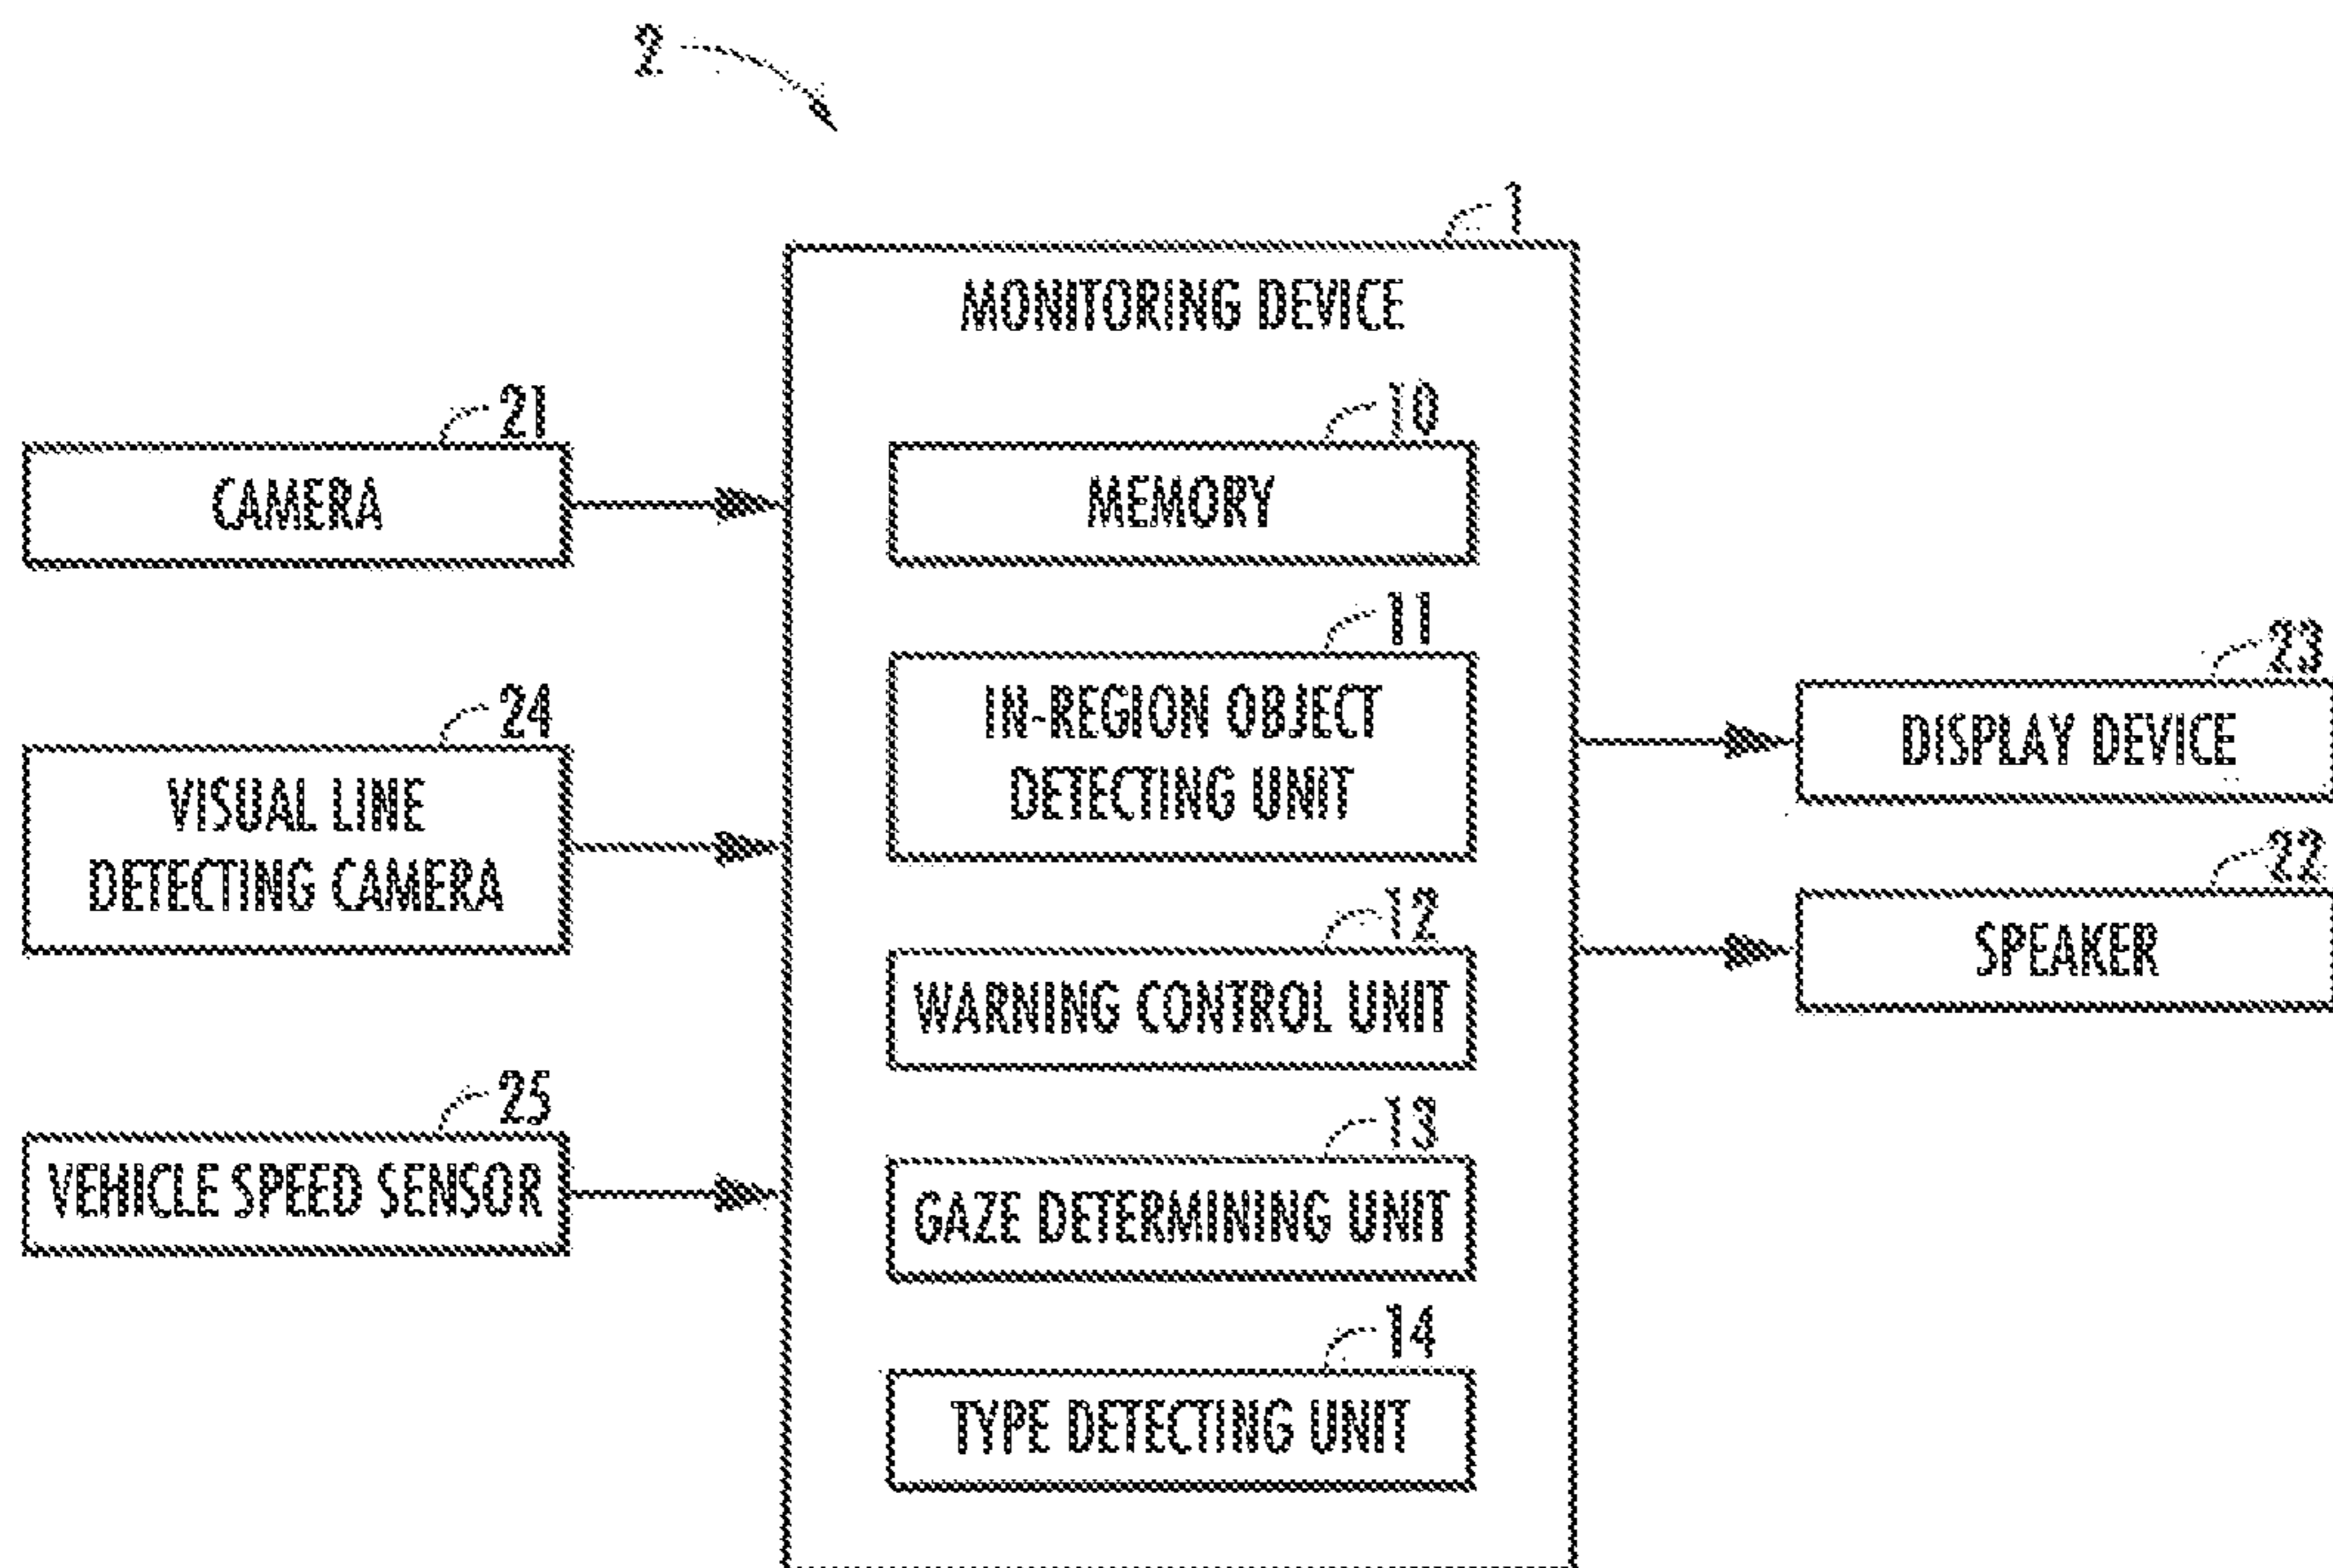 2
1
MONITORING DEVICE
21
CAMERA
10
MEMORY
11
IN-REGION OBJECT
DETECTING UNIT
24
VISUAL LINE
DETECTING CAMERA
23
DISPLAY DEVICE
22
SPEAKER
12
WARNING CONTROL UNIT
25
VEHICLE SPEED SENSOR
13
GAZE DETERMINING UNIT
14
TYPE DETECTING UNIT